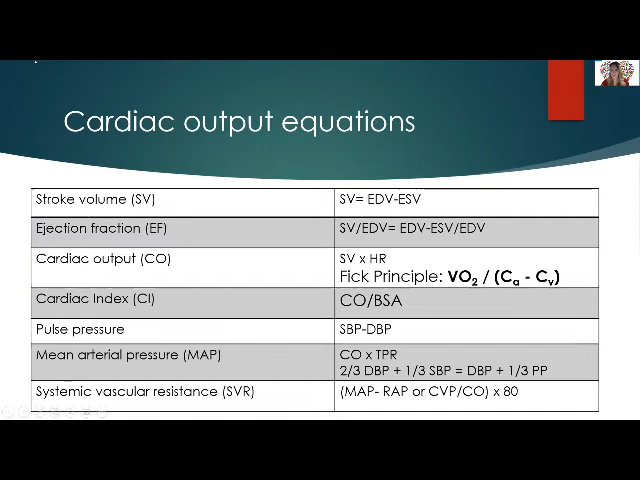 Cardiac output equations
Stroke volume (SV) SV= EDV-ESV
Ejection fraction (EF) SV/EDV= EDV-ESV/EDV
Cardiac output (CO) SV x HR
Fick Principle: VO₂ / (Cₐ - Cᵥ)
Cardiac Index (CI) CO/BSA
Pulse pressure SBP-DBP
Mean arterial pressure (MAP) CO x TPR
2/3 DBP + 1/3 SBP = DBP + 1/3 PP
Systemic vascular resistance (SVR) (MAP- RAP or CVP/CO) x 80